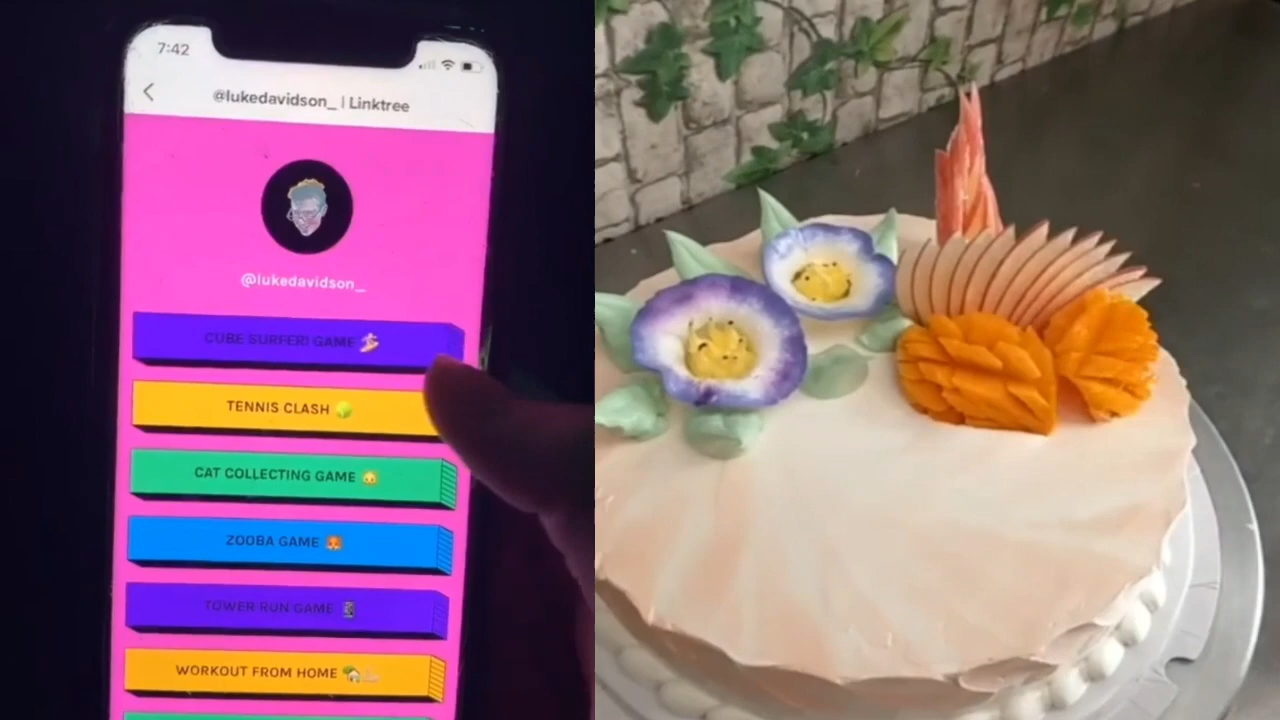 7:42
@lukedavidson_ | Linktree
@lukedavidson_
CUBE SURFER! GAME 🏄
TENNIS CLASH 🎾
CAT COLLECTING GAME 🐱
ZOOBA GAME 🦁
TOWER RUN GAME
WORKOUT FROM HOME 🏡💪🏻